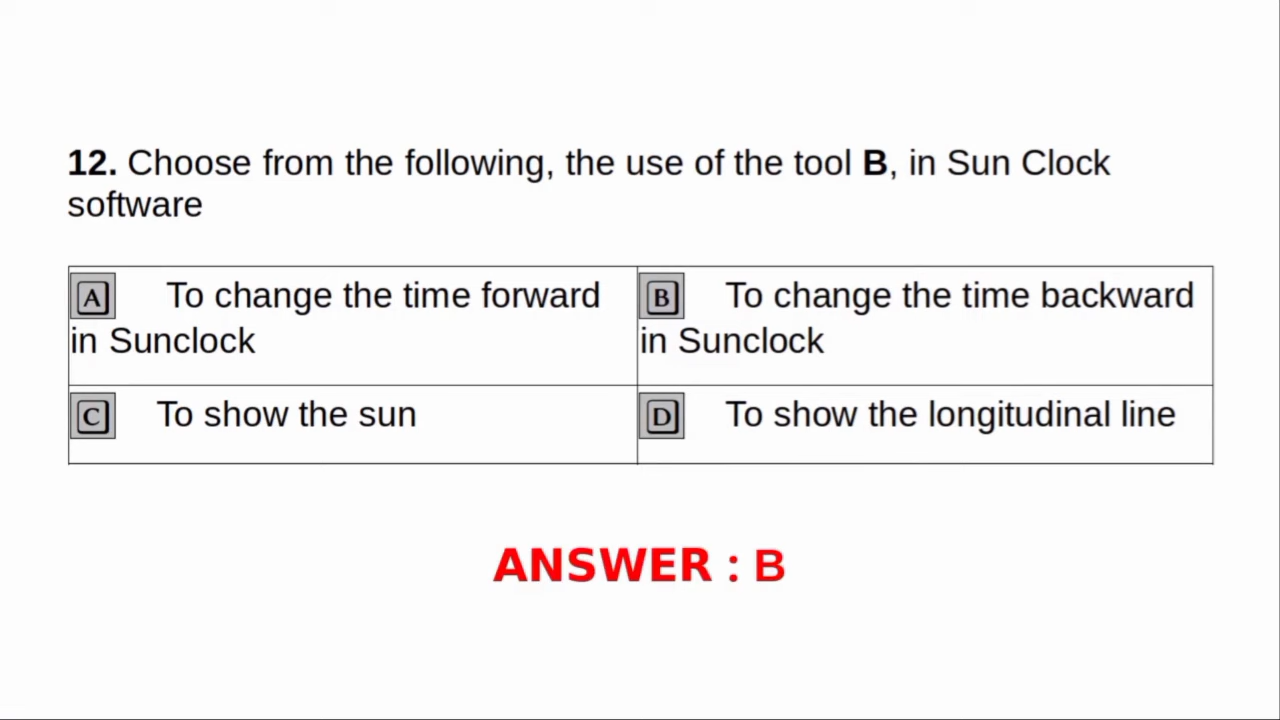 12. Choose from the following, the use of the tool B, in Sun Clock
software
A To change the time forward
in Sunclock
B To change the time backward
in Sunclock
C To show the sun
D To show the longitudinal line
ANSWER : B